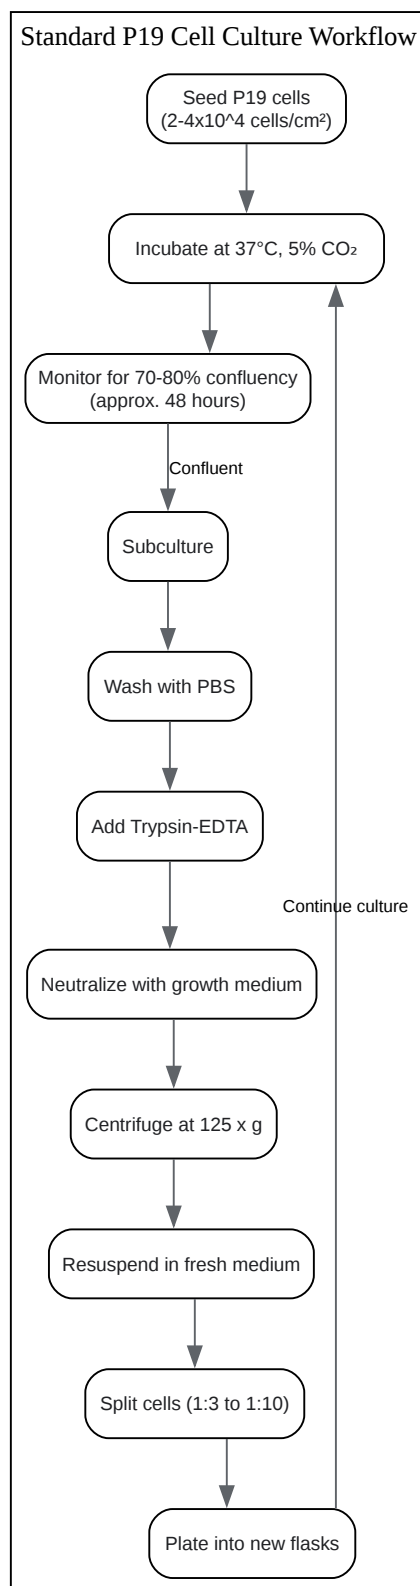 Standard P19 Cell Culture Workflow
Seed P19 cells
(2-4x10^4 cells/cm²)
Incubate at 37°C, 5% CO₂
Monitor for 70-80% confluency
(approx. 48 hours)
Confluent
Subculture
Wash with PBS
Add Trypsin-EDTA
Continue culture
Neutralize with growth medium
Centrifuge at 125 x g
Resuspend in fresh medium
Split cells (1:3 to 1:10)
Plate into new flasks